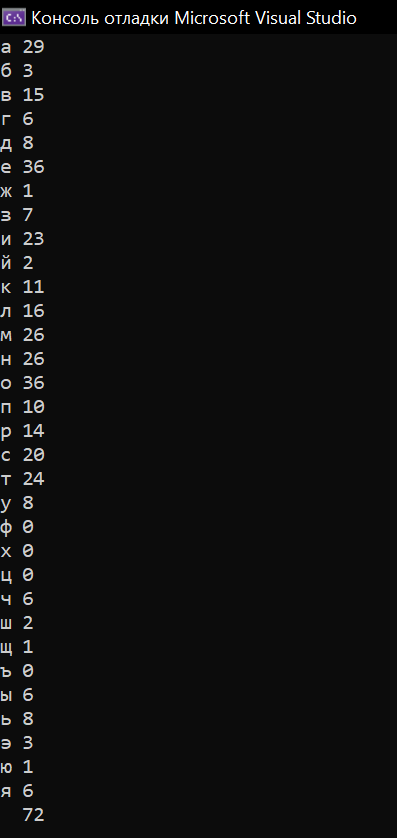 Консоль отладки Microsoft Visual Studio
а 29
б 3
в 15
г 6
д 8
е 36
ж 1
з 7
и 23
й 2
к 11
л 16
м 26
н 26
о 36
п 10
р 14
с 20
т 24
у 8
ф 0
х 0
ц 0
ч 6
ш 2
щ 1
ъ 0
ы 6
ь 8
э 3
ю 1
я 6
72